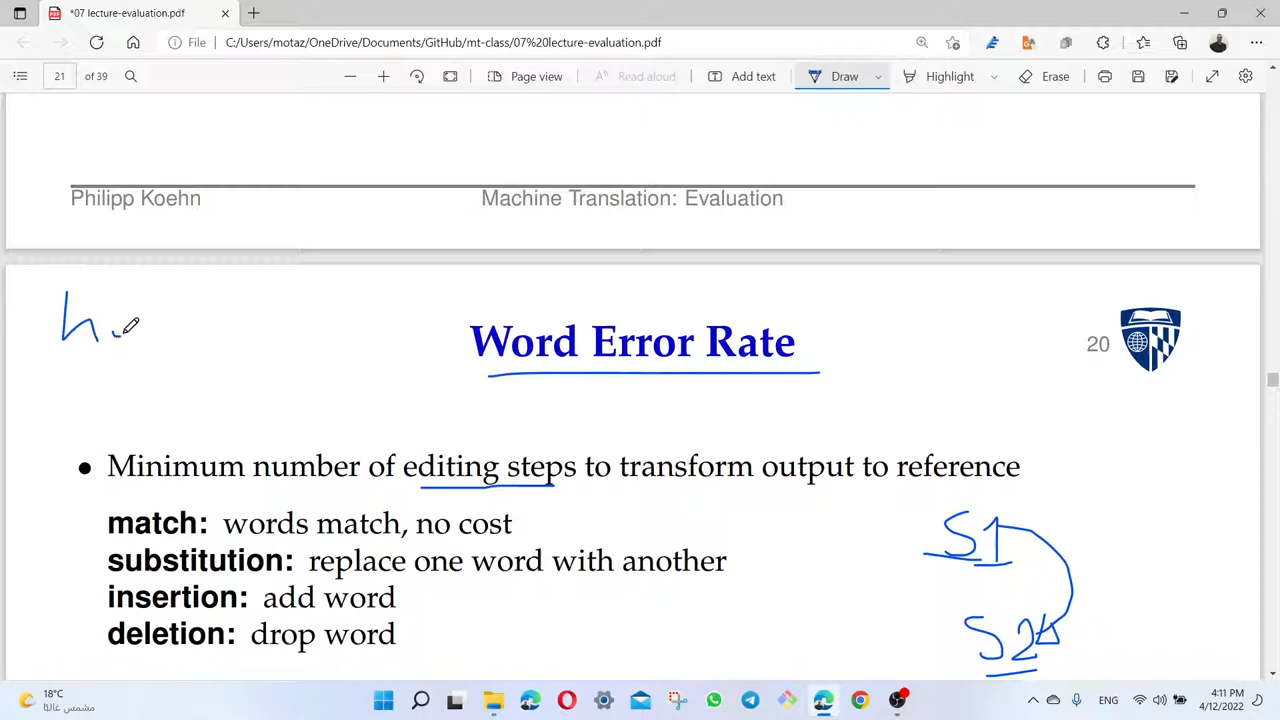 *07 lecture-evaluation.pdf
File C:/Users/motaz/OneDrive/Documents/GitHub/mt-class/07%20lecture-evaluation.pdf
21 of 39 Page view Read aloud Add text Draw Highlight Erase
Philipp Koehn Machine Translation: Evaluation
h
Word Error Rate 20
• Minimum number of editing steps to transform output to reference
match: words match, no cost
S1
substitution: replace one word with another
insertion: add word
deletion: drop word
S2
18°C
مشمس غالبًا
ENG
4:11 PM
4/12/2022